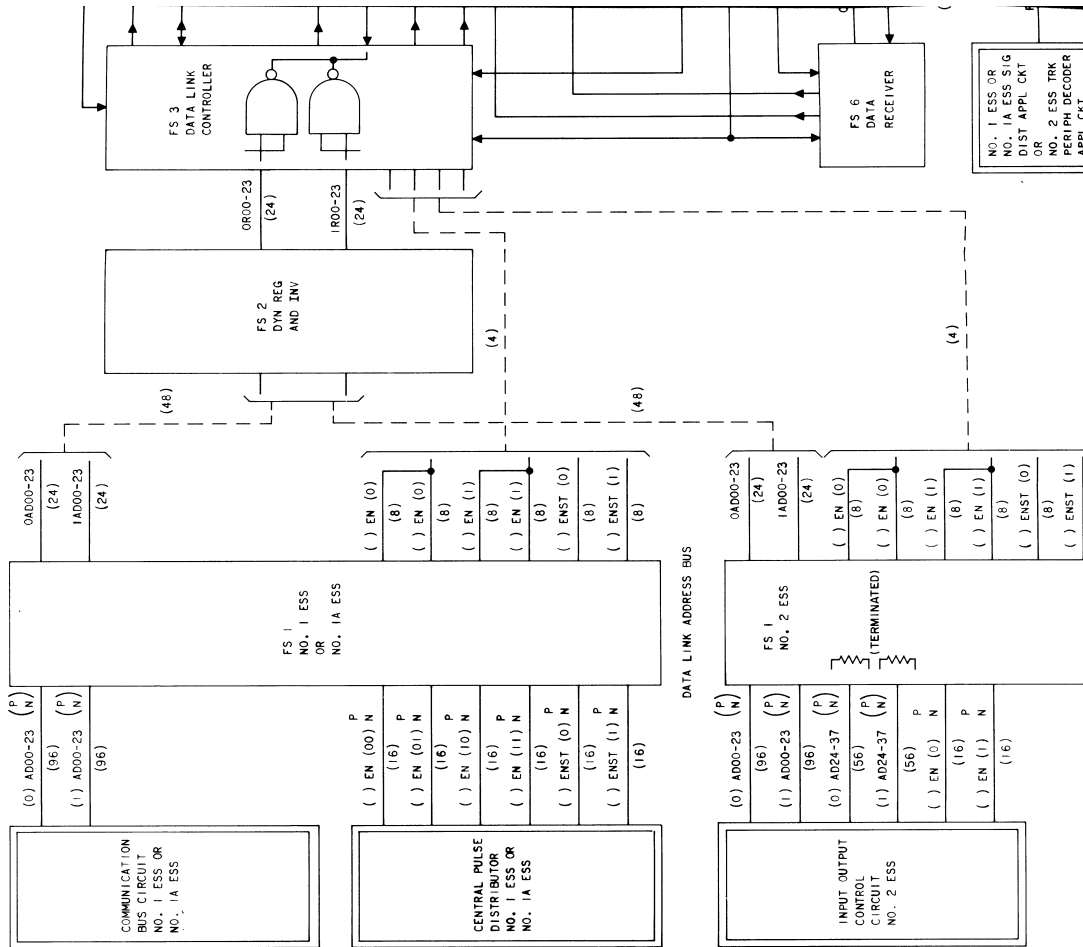 FS 3
DATA LINK
CONTROLLER
FS 6
DATA
RECEIVER
NO. 1 ESS OR
NO. 1A ESS SIG
DIST APPL CKT
OR
NO. 2 ESS TRK
PERIPH DECODER
APPL CKT
0R00-23
(24)
1R00-23
(24)
FS 2
DYN REG
AND INV
(4)
(4)
(48)
(48)
0AD00-23
(24)
1AD00-23
(24)
( ) EN (0)
(8)
( ) EN (0)
(8)
( ) EN (1)
(8)
( ) EN (1)
(8)
( ) ENST (0)
(8)
( ) ENST (1)
(8)
0AD00-23
(24)
1AD00-23
(24)
( ) EN (0)
(8)
( ) EN (0)
(8)
( ) EN (1)
(8)
( ) EN (1)
(8)
( ) ENST (0)
(8)
( ) ENST (1)
FS 1
NO. 1 ESS
OR
NO. 1A ESS
DATA LINK ADDRESS BUS
FS 1
NO. 2 ESS
(TERMINATED)
(0) AD00-23 (P N)
(96)
(1) AD00-23 (P N)
(96)
( ) EN (00) P N
(16)
( ) EN (01) P N
(16)
( ) EN (10) P N
(16)
( ) EN (11) P N
(16)
( ) ENST (0) P N
(16)
( ) ENST (1) P N
(16)
(0) AD00-23 (P N)
(96)
(1) AD00-23 (P N)
(96)
(0) AD24-37 (P N)
(56)
(1) AD24-37 (P N)
(56)
( ) EN (0) P N
(16)
( ) EN (1) P N
(16)
COMMUNICATION
BUS CIRCUIT
NO. 1 ESS OR
NO. 1A ESS
CENTRAL PULSE
DISTRIBUTOR
NO. 1 ESS OR
NO. 1A ESS
INPUT OUTPUT
CONTROL
CIRCUIT
NO. 2 ESS